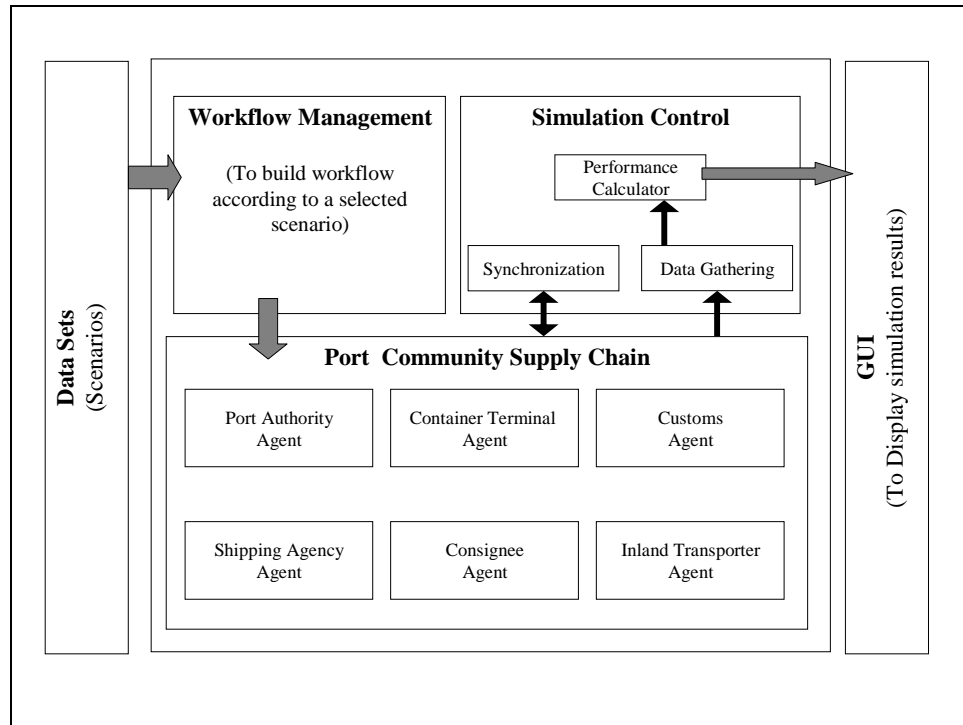 Data Sets
(Scenarios)
Workflow Management
(To build workflow
according to a selected
scenario)
Simulation Control
Performance
Calculator
Synchronization
Data Gathering
Port Community Supply Chain
Port Authority
Agent
Container Terminal
Agent
Customs
Agent
Shipping Agency
Agent
Consignee
Agent
Inland Transporter
Agent
GUI
(To Display simulation results)